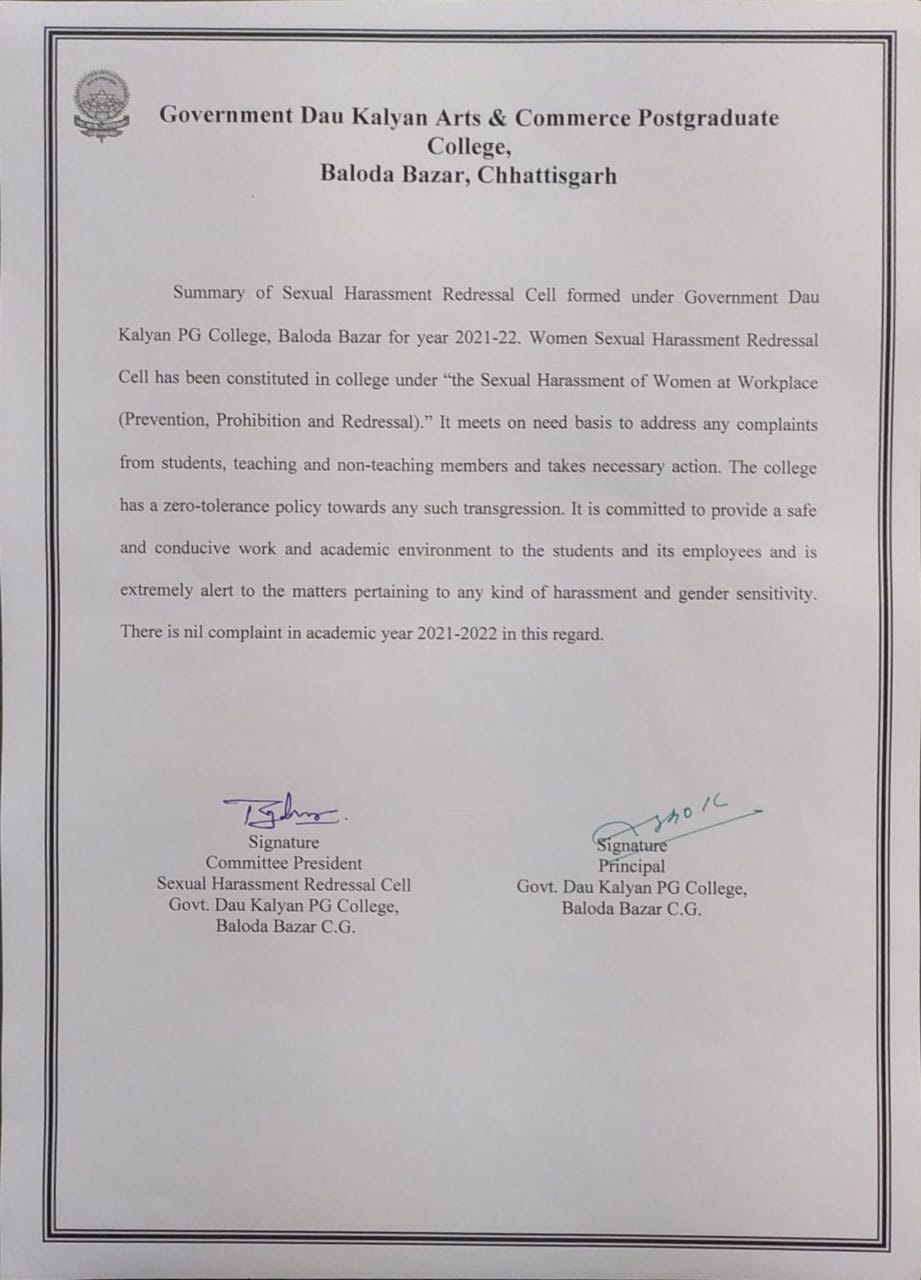 Government Dau Kalyan Arts & Commerce Postgraduate
College,
Baloda Bazar, Chhattisgarh
Summary of Sexual Harassment Redressal Cell formed under Government Dau
Kalyan PG College, Baloda Bazar for year 2021-22. Women Sexual Harassment Redressal
Cell has been constituted in college under “the Sexual Harassment of Women at Workplace
(Prevention, Prohibition and Redressal).” It meets on need basis to address any complaints
from students, teaching and non-teaching members and takes necessary action. The college
has a zero-tolerance policy towards any such transgression. It is committed to provide a safe
and conducive work and academic environment to the students and its employees and is
extremely alert to the matters pertaining to any kind of harassment and gender sensitivity.
There is nil complaint in academic year 2021-2022 in this regard.
Signature
Committee President
Sexual Harassment Redressal Cell
Govt. Dau Kalyan PG College,
Baloda Bazar C.G.
Signature
Principal
Govt. Dau Kalyan PG College,
Baloda Bazar C.G.